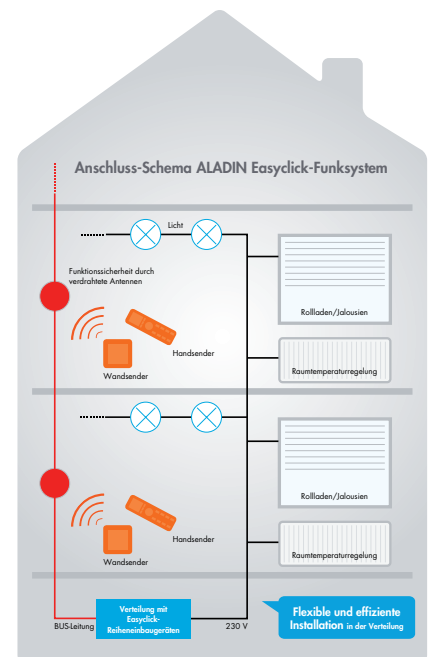 Anschluss-Schema ALADIN Easyclick-Funksystem
Licht
Funktionssicherheit durch
verdrahtete Antennen
Rollladen/Jalousien
Handsender
Wandsender
Raumtemperaturregelung
Rollladen/Jalousien
Handsender
Wandsender
Raumtemperaturregelung
Verteilung mit
Easyclick-
Reiheneinbaugeräten
BUS-Leitung
230 V
Flexible und effiziente
Installation in der Verteilung